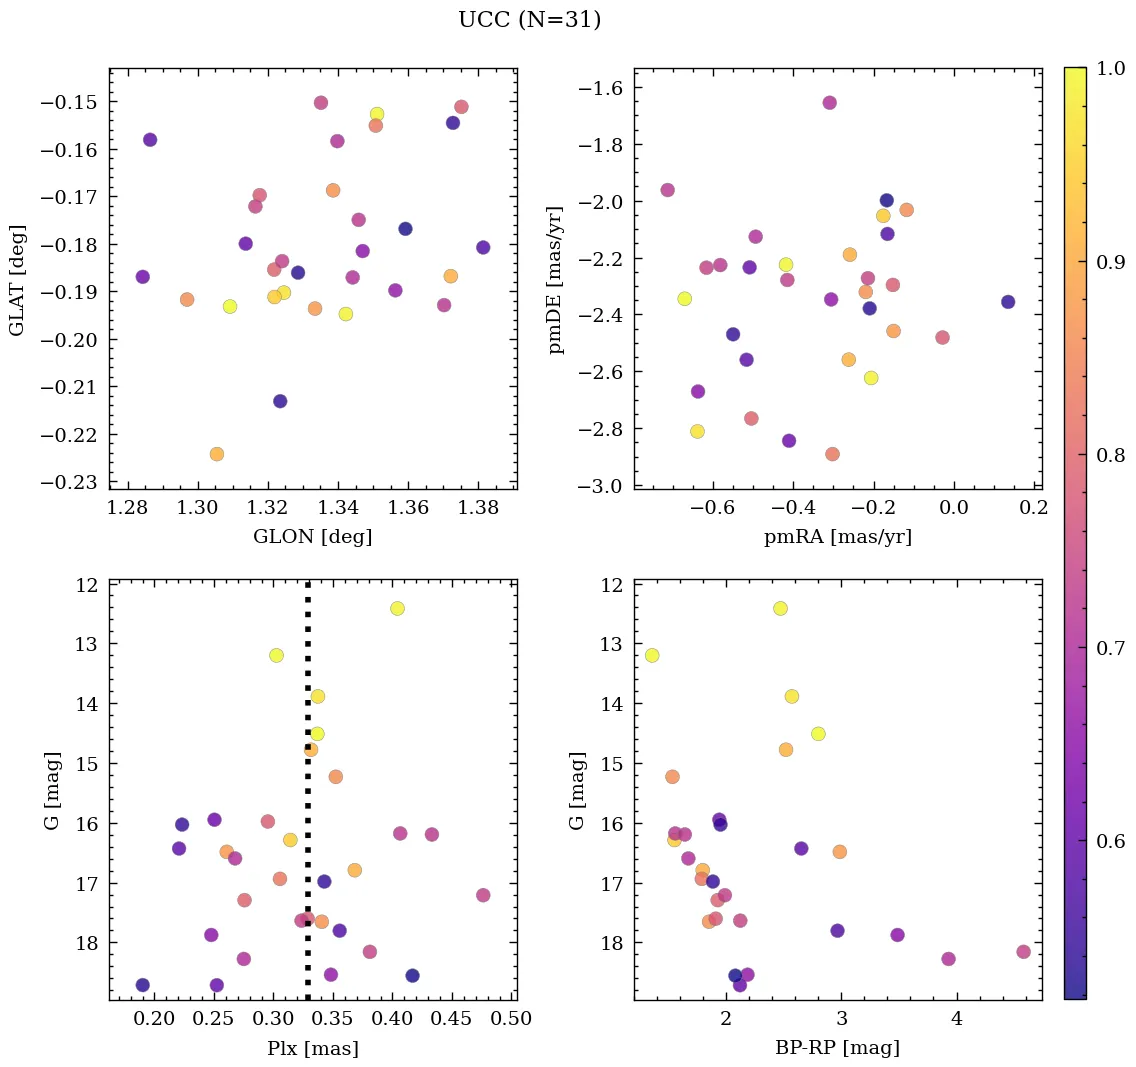 UCC (N=31)
−0.15
−0.16
−0.17
−0.18
−0.19
−0.20
−0.21
−0.22
−0.23
GLAT [deg]
1.28 1.30 1.32 1.34 1.36 1.38
GLON [deg]
−1.6
−1.8
−2.0
−2.2
−2.4
−2.6
−2.8
−3.0
pmDE [mas/yr]
−0.6 −0.4 −0.2 0.0 0.2
pmRA [mas/yr]
12
13
14
15
16
17
18
G [mag]
0.20 0.25 0.30 0.35 0.40 0.45 0.50
Plx [mas]
12
13
14
15
16
17
18
G [mag]
2 3 4
BP-RP [mag]
1.0
0.9
0.8
0.7
0.6